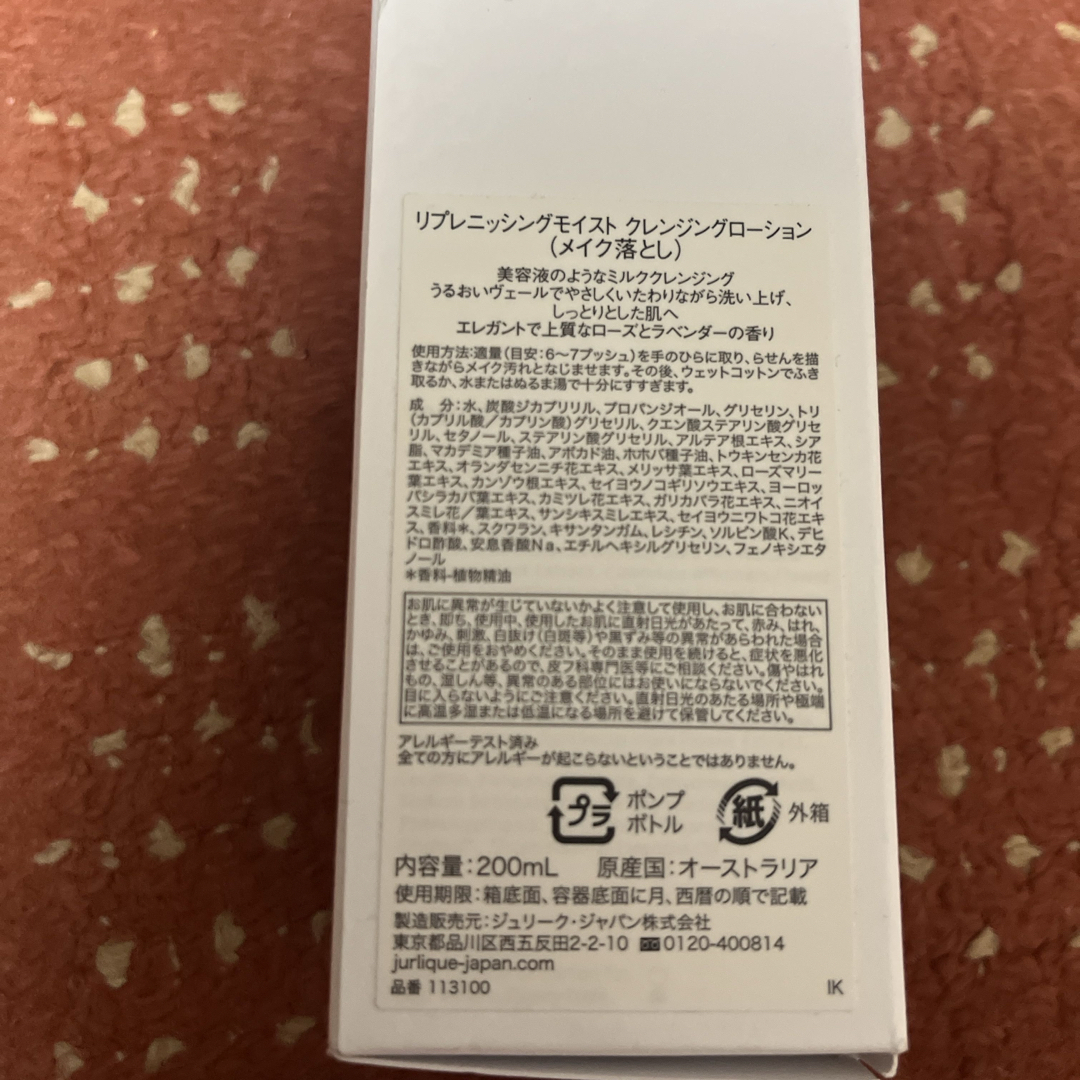 リプレニッシングモイスト クレンジングローション
(メイク落とし)
美容液のようなミルククレンジング
うるおいヴェールでやさしくいたわりながら洗い上げ、
しっとりとした肌へ
エレガントで上質なローズとラベンダーの香り
使用方法:適量(目安:6〜7プッシュ)を手のひらに取り、らせんを描
きながらメイク汚れとなじませます。その後、ウェットコットンでふき
取るか、水またはぬるま湯で十分にすすぎます。
成 分:水、炭酸ジカプリリル、プロパンジオール、グリセリン、トリ
(カプリル酸/カプリン酸)グリセリル、クエン酸ステアリン酸グリセ
リル、セタノール、ステアリン酸グリセリル、アルテア根エキス、シア
脂、マカデミア種子油、アボカド油、ホホバ種子油、トウキンセンカ花
エキス、オランダセンニチ花エキス、メリッサ葉エキス、ローズマリー
葉エキス、カンゾウ根エキス、セイヨウノコギリソウエキス、ヨーロッ
パシラカバ葉エキス、カミツレ花エキス、ガリカバラ花エキス、ニオイ
スミレ花/葉エキス、サンシキスミレエキス、セイヨウニワトコ花エキ
ス、香料＊、スクワラン、キサンタンガム、レシチン、ソルビン酸K、デヒ
ドロ酢酸、安息香酸Na、エチルヘキシルグリセリン、フェノキシエタ
ノール
＊香料-植物精油
お肌に異常が生じていないかよく注意して使用し、お肌に合わない
とき、即ち、使用中、使用したお肌に直射日光があたって、赤み、はれ、
かゆみ、刺激、白抜け(白斑等)や黒ずみ等の異常があらわれた場合
は、ご使用をおやめください。そのまま使用を続けると、症状を悪化
させることがあるので、皮フ科専門医等にご相談ください。傷やはれ
もの、湿しん等、異常のある部位にはお使いにならないでください。
目に入らないようにご注意ください。直射日光のあたる場所や極端
に高温多湿または低温になる場所を避けて保管してください。
アレルギーテスト済み
全ての方にアレルギーが起こらないということではありません。
プラ ポンプ 紙 外箱
ボトル
内容量:200mL 原産国:オーストラリア
使用期限:箱底面、容器底面に月、西暦の順で記載
製造販売元:ジュリーク・ジャパン株式会社
東京都品川区西五反田2-2-10 0120-400814
jurlique-japan.com
品番 113100 IK